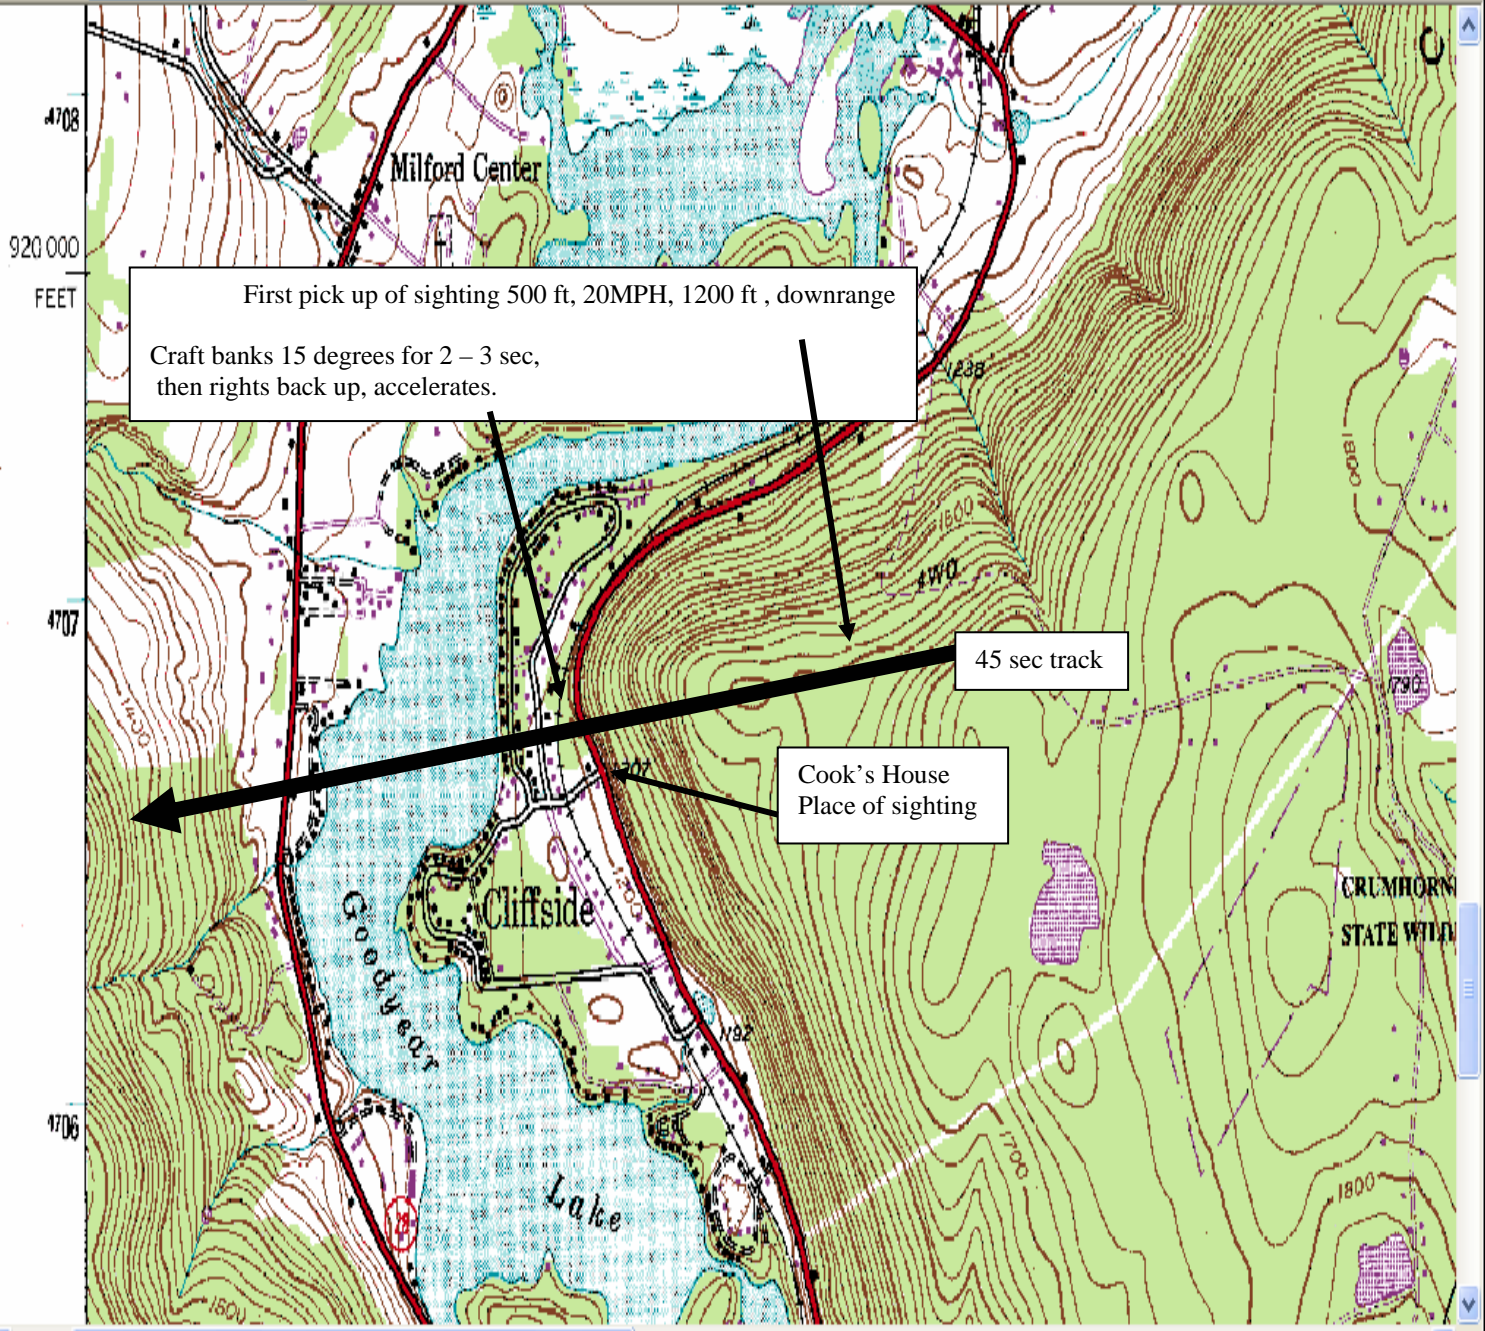 C
4708
Milford Center
920 000
FEET
First pick up of sighting 500 ft, 20MPH, 1200 ft , downrange
Craft banks 15 degrees for 2 – 3 sec,
then rights back up, accelerates.
1238
1800
1600
4WD
4707
45 sec track
1790
1430
Cook's House
Place of sighting
1207
1200
CRUMHORN
STATE WILD
Cliffside
Goodyear
1192
4706
1700
1800
Lake
28
1800